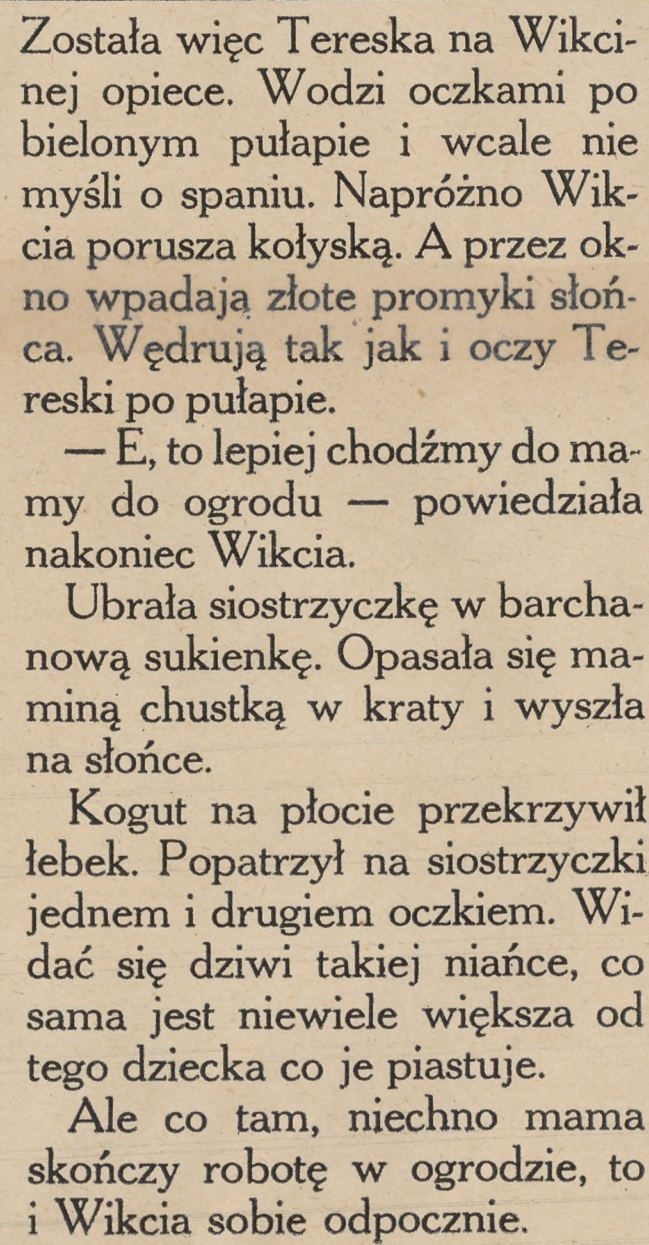 Została więc Tereska na Wikci-
nej opiece. Wodzi oczkami po
bielonym pułapie i wcale nie
myśli o spaniu. Napróżno Wik-
cia porusza kołyską. A przez ok-
no wpadają złote promyki słoń-
ca. Wędrują tak jak i oczy Te-
reski po pułapie.
— E, to lepiej chodźmy do ma-
my do ogrodu — powiedziała
nakoniec Wikcia.
Ubrała siostrzyczkę w barcha-
nową sukienkę. Opasała się ma-
miną chustką w kraty i wyszła
na słońce.
Kogut na płocie przekrzywił
łebek. Popatrzył na siostrzyczki
jednem i drugiem oczkiem. Wi-
dać się dziwi takiej niańce, co
sama jest niewiele większa od
tego dziecka co je piastuje.
Ale co tam, niechno mama
skończy robotę w ogrodzie, to
i Wikcia sobie odpocznie.